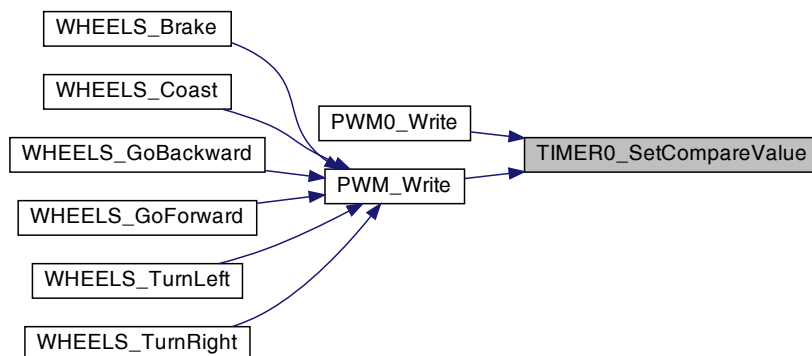 WHEELS_Brake
WHEELS_Coast
PWM0_Write
WHEELS_GoBackward
TIMER0_SetCompareValue
PWM_Write
WHEELS_GoForward
WHEELS_TurnLeft
WHEELS_TurnRight